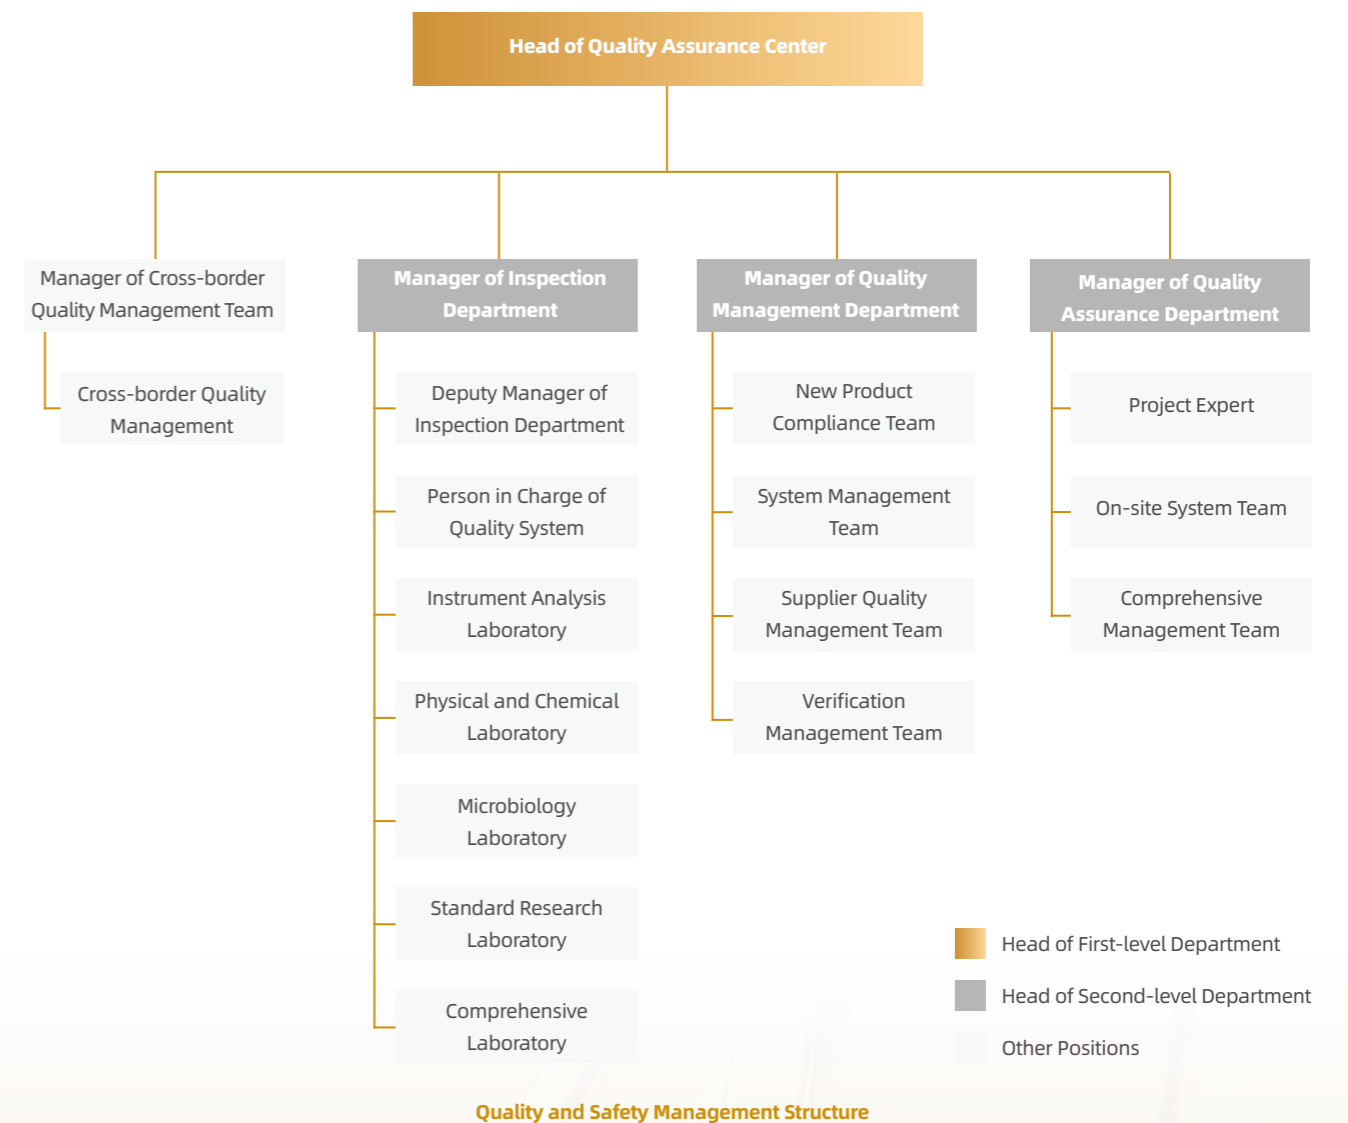 Head of Quality Assurance Center
Manager of Cross-border
Quality Management Team
Cross-border Quality
Management
Manager of Inspection
Department
Deputy Manager of
Inspection Department
Person in Charge of
Quality System
Instrument Analysis
Laboratory
Physical and Chemical
Laboratory
Microbiology
Laboratory
Standard Research
Laboratory
Comprehensive
Laboratory
Manager of Quality
Management Department
New Product
Compliance Team
System Management
Team
Supplier Quality
Management Team
Verification
Management Team
Manager of Quality
Assurance Department
Project Expert
On-site System Team
Comprehensive
Management Team
Head of First-level Department
Head of Second-level Department
Other Positions
Quality and Safety Management Structure